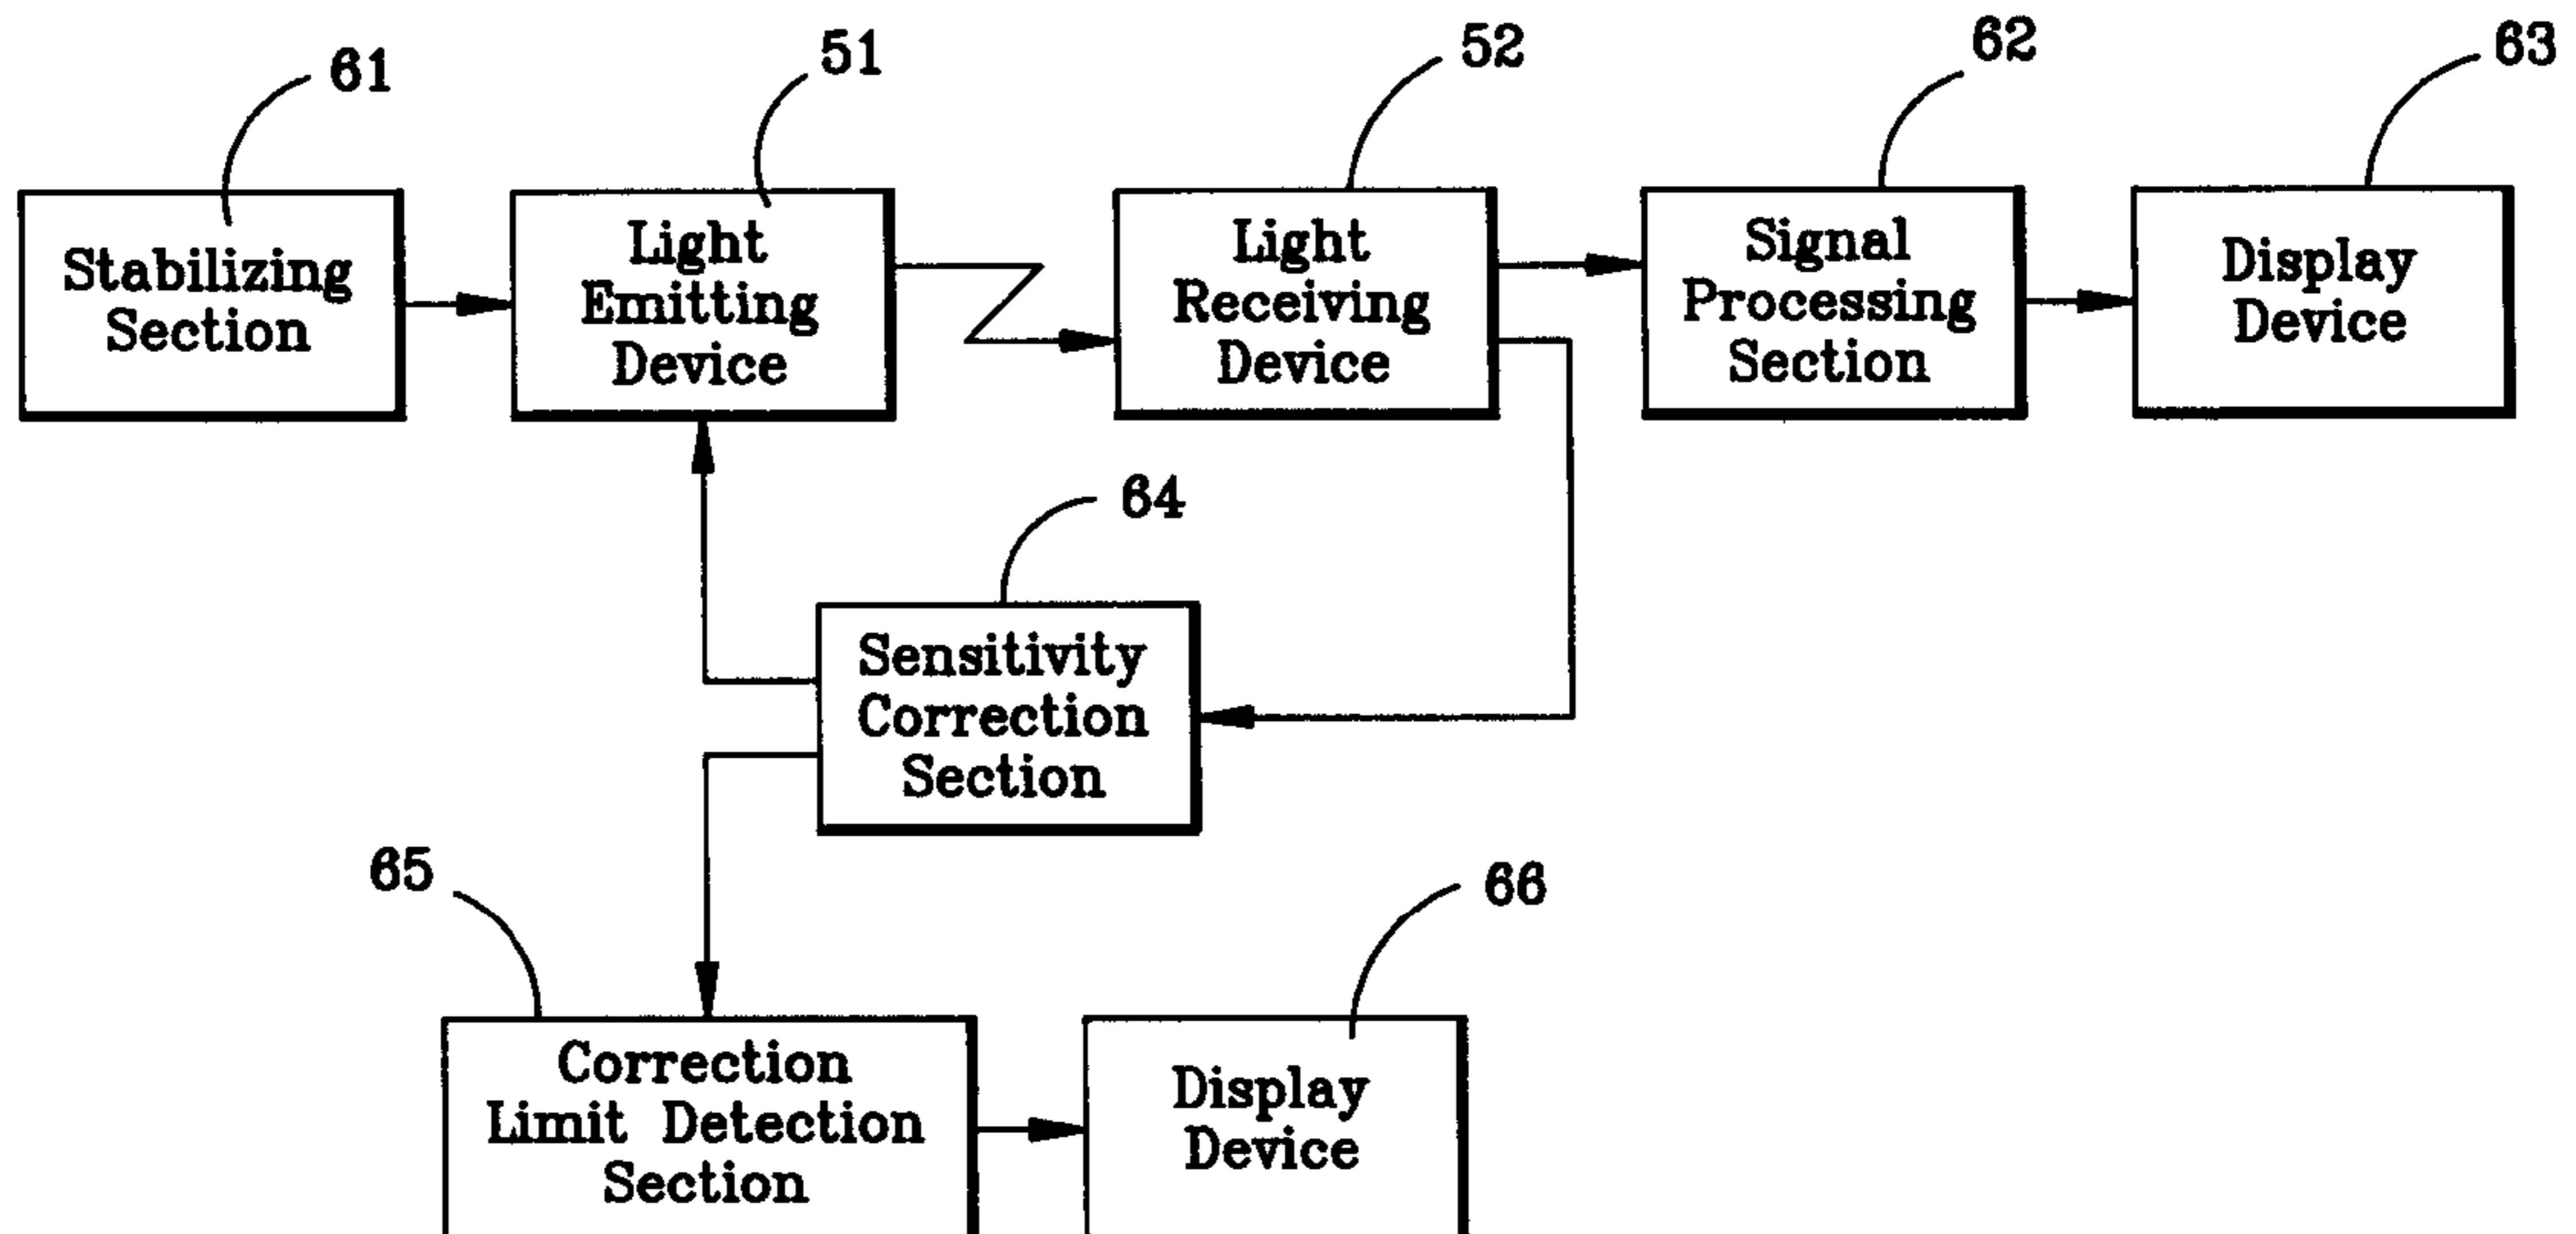 61
51
52
62
63
Stabilizing
Section
Light
Emitting
Device
Light
Receiving
Device
Signal
Processing
Section
Display
Device
64
Sensitivity
Correction
Section
65
66
Correction
Limit Detection
Section
Display
Device